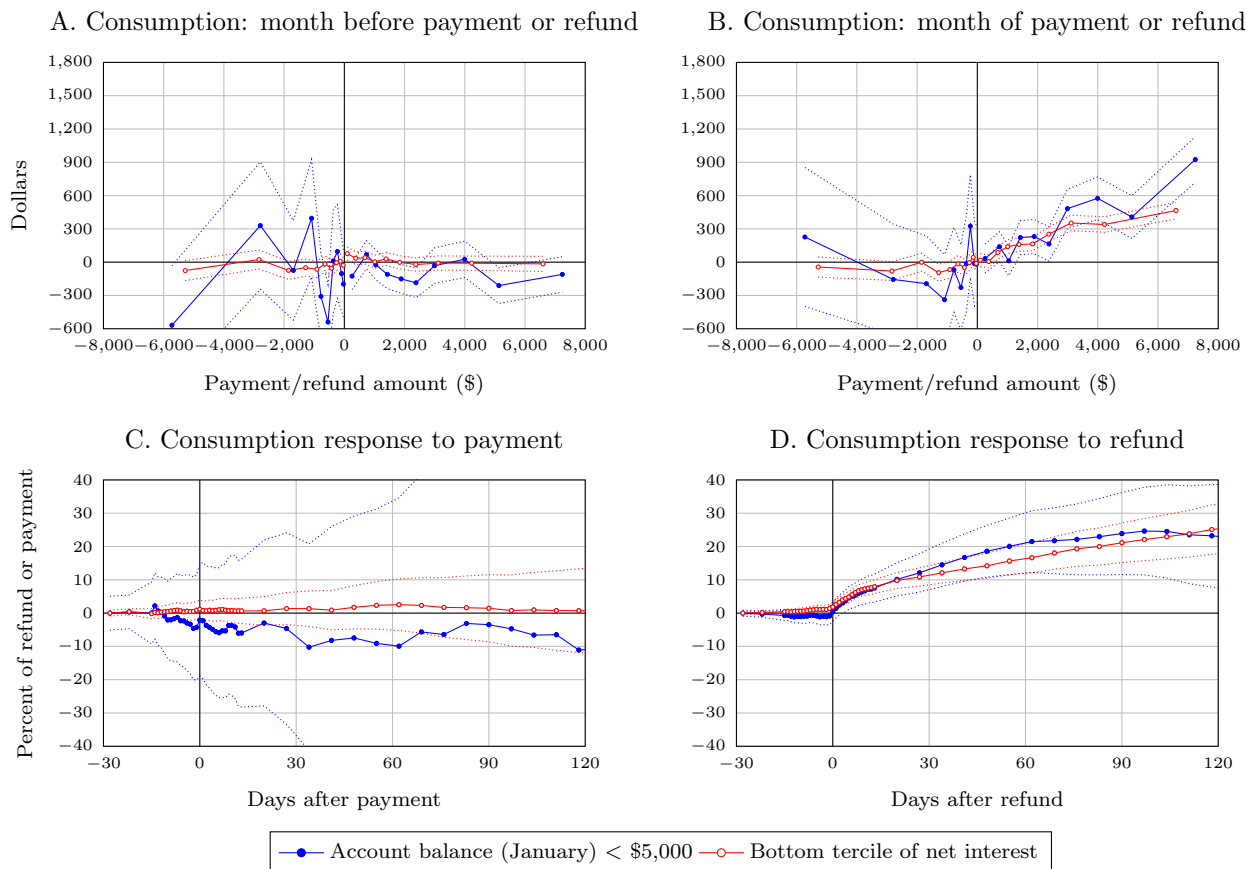 A. Consumption: month before payment or refund
B. Consumption: month of payment or refund
Dollars
1,800
1,500
1,200
900
600
300
0
−300
−600
−8,000 −6,000 −4,000 −2,000 0 2,000 4,000 6,000 8,000
Payment/refund amount ($)
1,800
1,500
1,200
900
600
300
0
−300
−600
−8,000 −6,000 −4,000 −2,000 0 2,000 4,000 6,000 8,000
Payment/refund amount ($)
C. Consumption response to payment
D. Consumption response to refund
Percent of refund or payment
40
30
20
10
0
−10
−20
−30
−40
−30 0 30 60 90 120
Days after payment
40
30
20
10
0
−10
−20
−30
−40
−30 0 30 60 90 120
Days after refund
Account balance (January) < $5,000 Bottom tercile of net interest